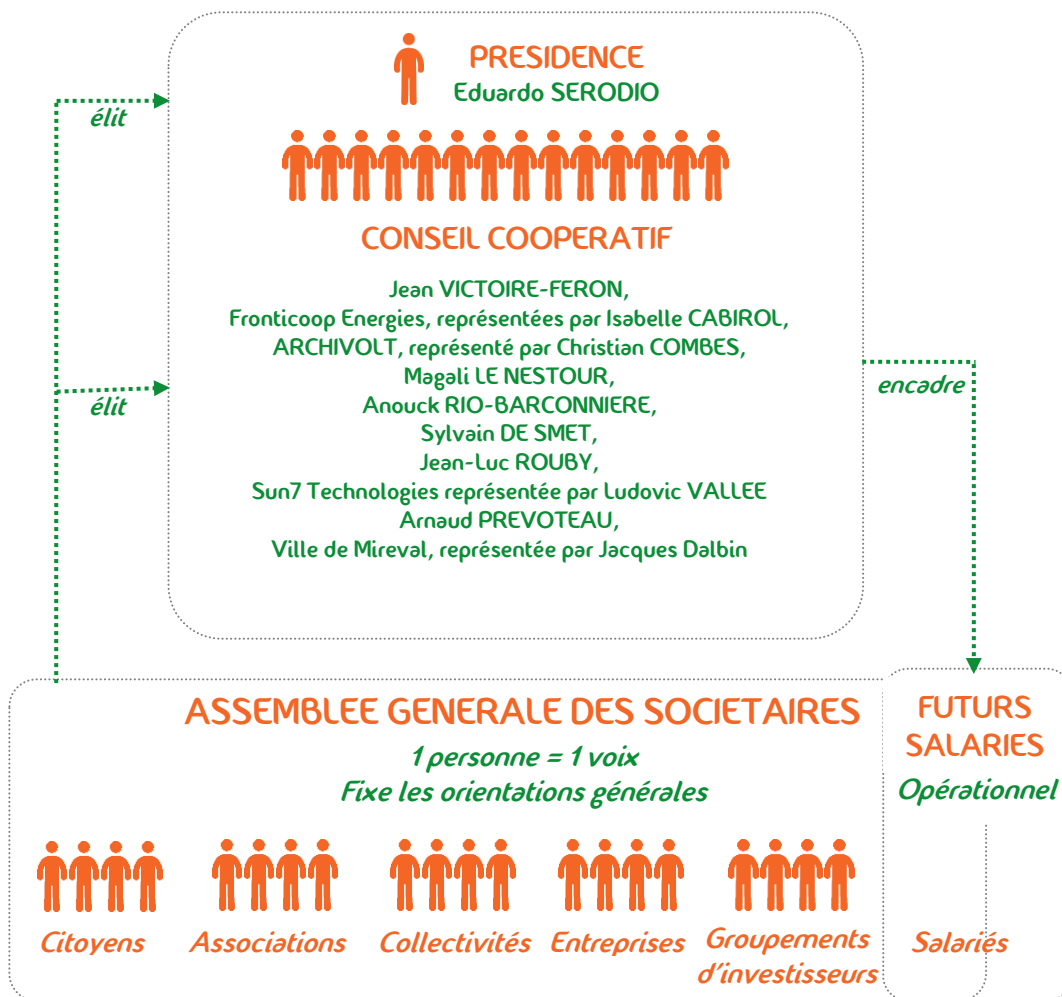 PRESIDENCE
Eduardo SERODIO
élit
CONSEIL COOPERATIF
Jean VICTOIRE-FERON,
Fronticoop Energies, représentées par Isabelle CABIROL,
ARCHIVOLT, représenté par Christian COMBES,
Magali LE NESTOUR,
Anouck RIO-BARCONNIERE,
Sylvain DE SMET,
Jean-Luc ROUBY,
Sun7 Technologies représentée par Ludovic VALLEE
Arnaud PREVOTEAU,
Ville de Mireval, représentée par Jacques Dalbin
élit
encadre
ASSEMBLEE GENERALE DES SOCIETAIRES
1 personne = 1 voix
Fixe les orientations générales
FUTURS
SALARIES
Opérationnel
Citoyens
Associations
Collectivités
Entreprises
Groupements
d'investisseurs
Salariés